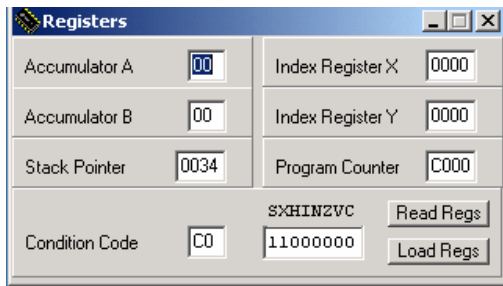 Registers
Accumulator A 00 Index Register X 0000
Accumulator B 00 Index Register Y 0000
Stack Pointer 0034 Program Counter C000
SXHINZVC Read Regs
Condition Code C0 11000000 Load Regs